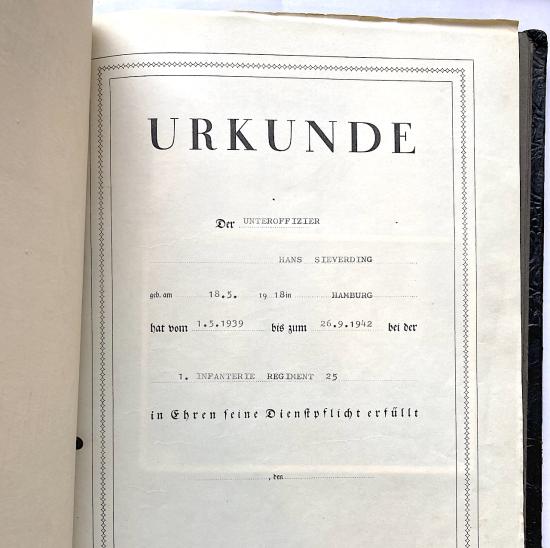 URKUNDE
Der UNTEROFFIZIER
HANS SIEVERDING
geb. am 18.5. 19 18 in HAMBURG
hat vom 1.5.1939 bis zum 26.9.1942 bei der
1. INFANTERIE REGIMENT 25
in Ehren seine Dienstpflicht erfüllt
, den